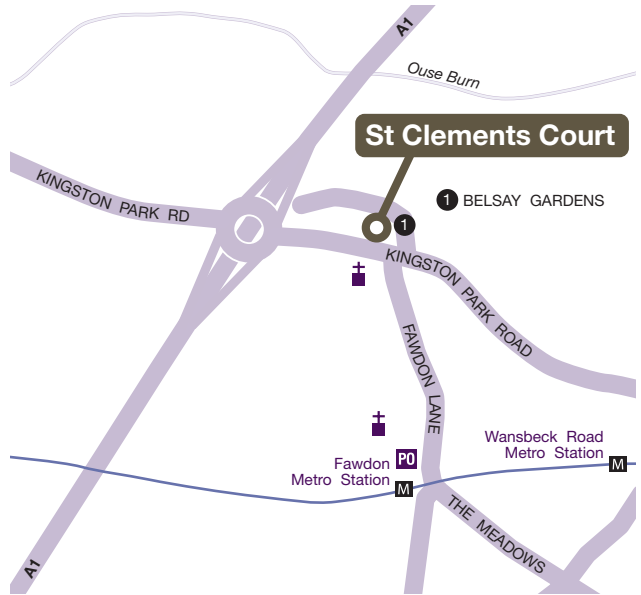 A1
Ouse Burn
St Clements Court
KINGSTON PARK RD
1 BELSAY GARDENS
1
KINGSTON PARK ROAD
FAWDON LANE
Wansbeck Road
Metro Station
M
PO
Fawdon
Metro Station
M
THE MEADOWS
A1